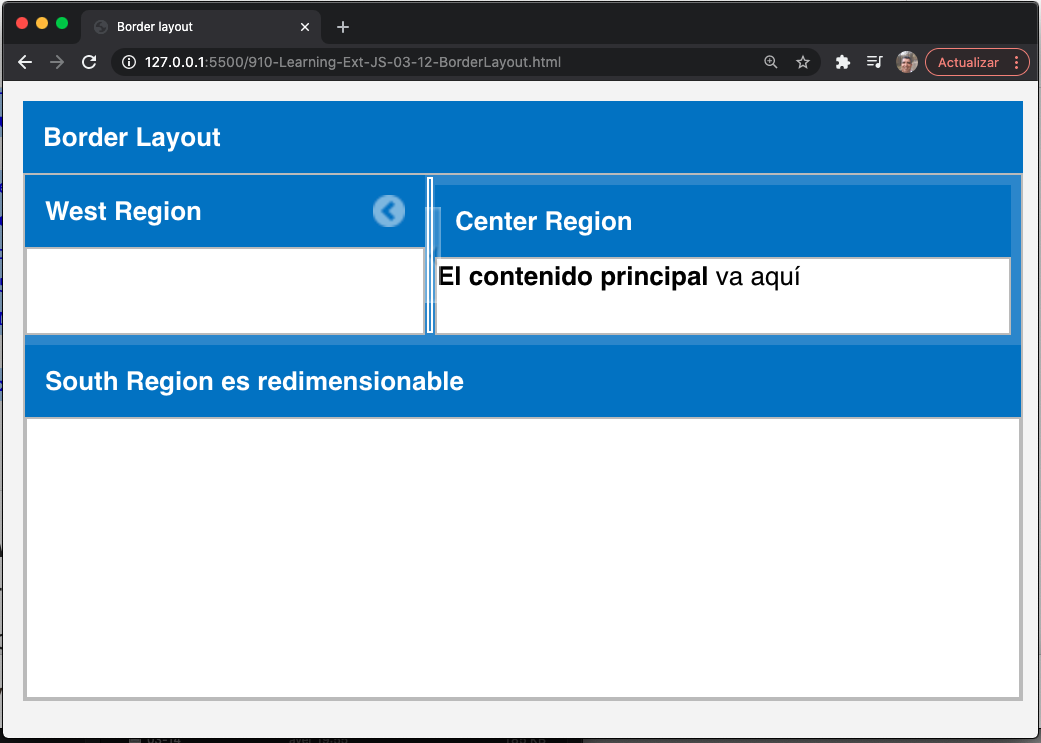 Border layout
127.0.0.1:5500/910-Learning-Ext-JS-03-12-BorderLayout.html
Actualizar
Border Layout
West Region
Center Region
El contenido principal va aquí
South Region es redimensionable